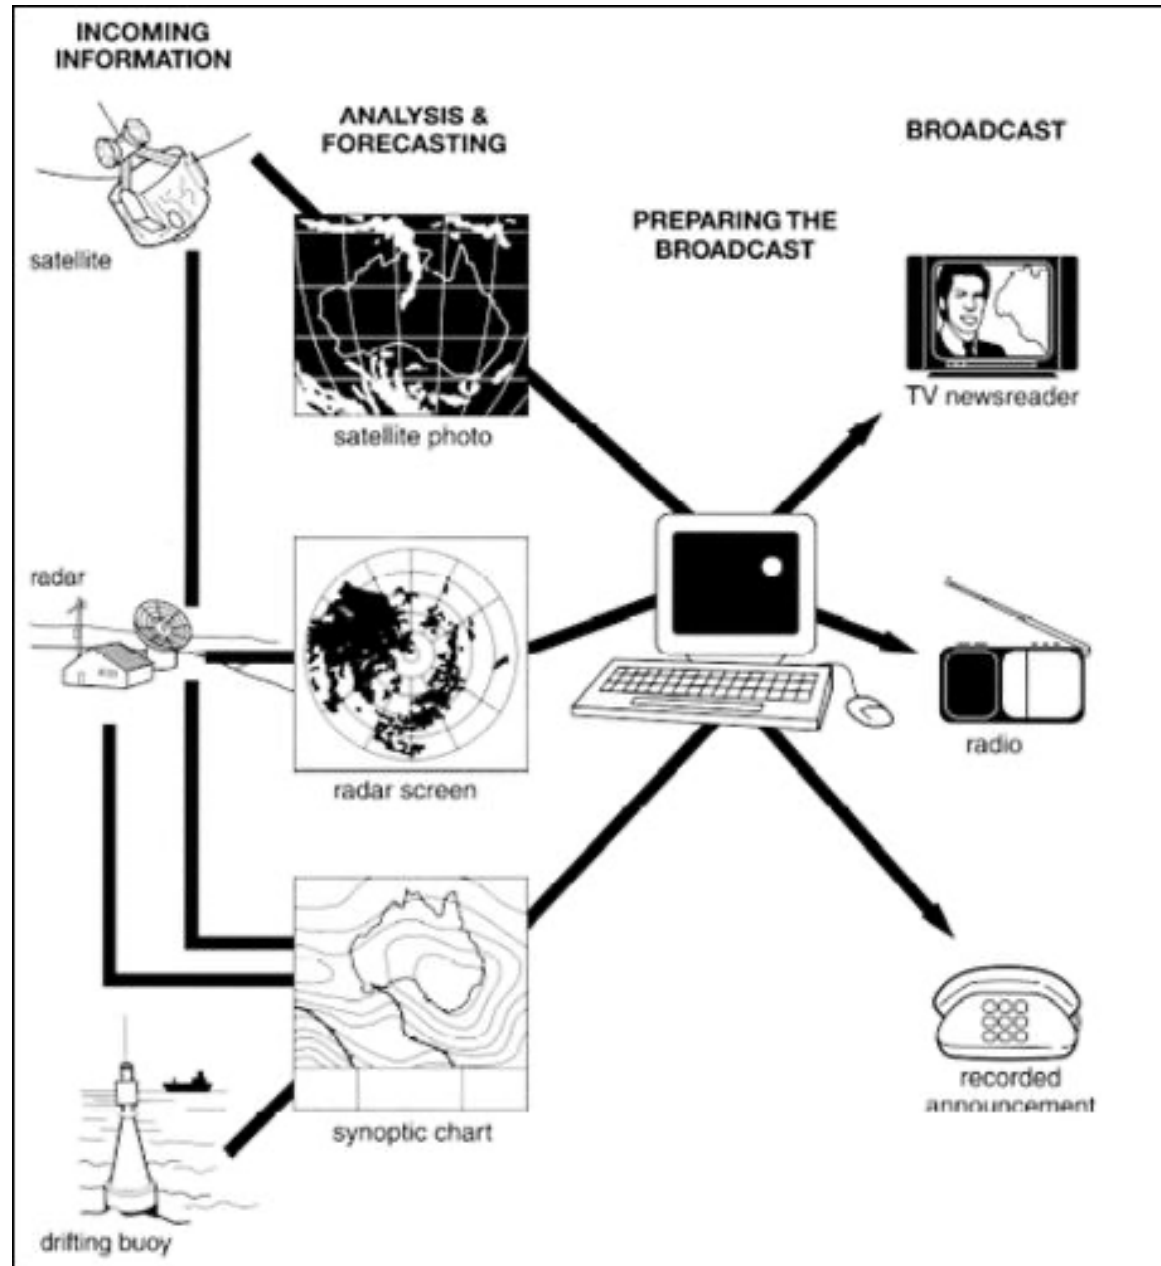 INCOMING
INFORMATION
ANALYSIS &
FORECASTING
BROADCAST
PREPARING THE
BROADCAST
satellite
satellite photo
TV newsreader
radar
radar screen
radio
synoptic chart
recorded
announcement
drifting buoy